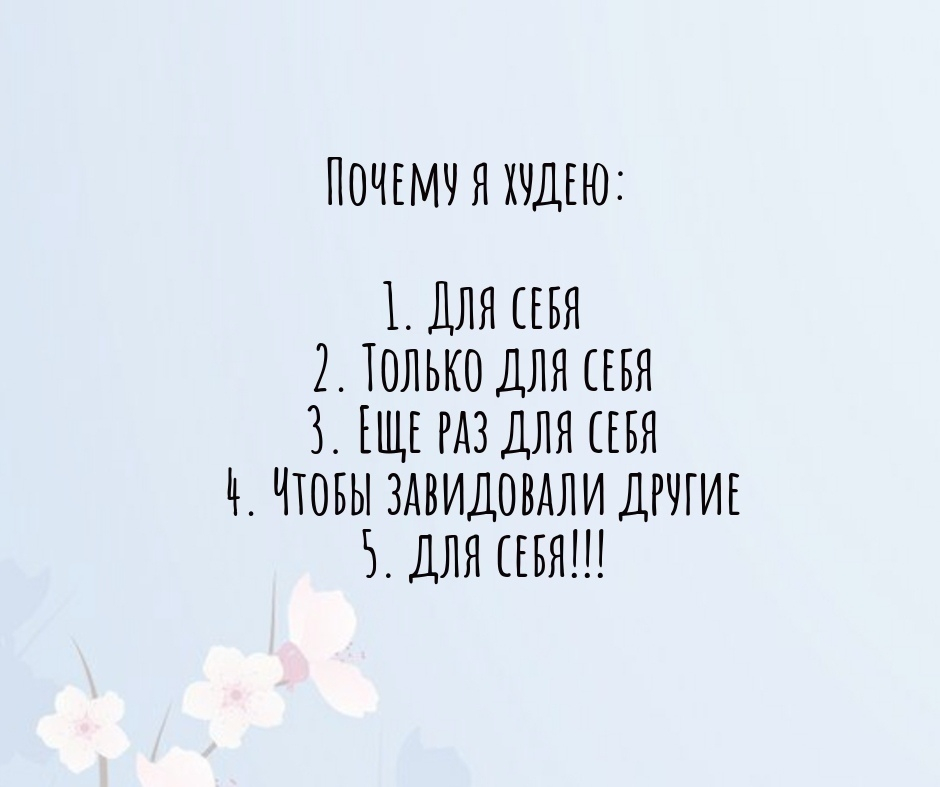 Почему я худею:
1. Для себя
2. Только для себя
3. Еще раз для себя
4. Чтобы завидовали другие
5. для себя!!!